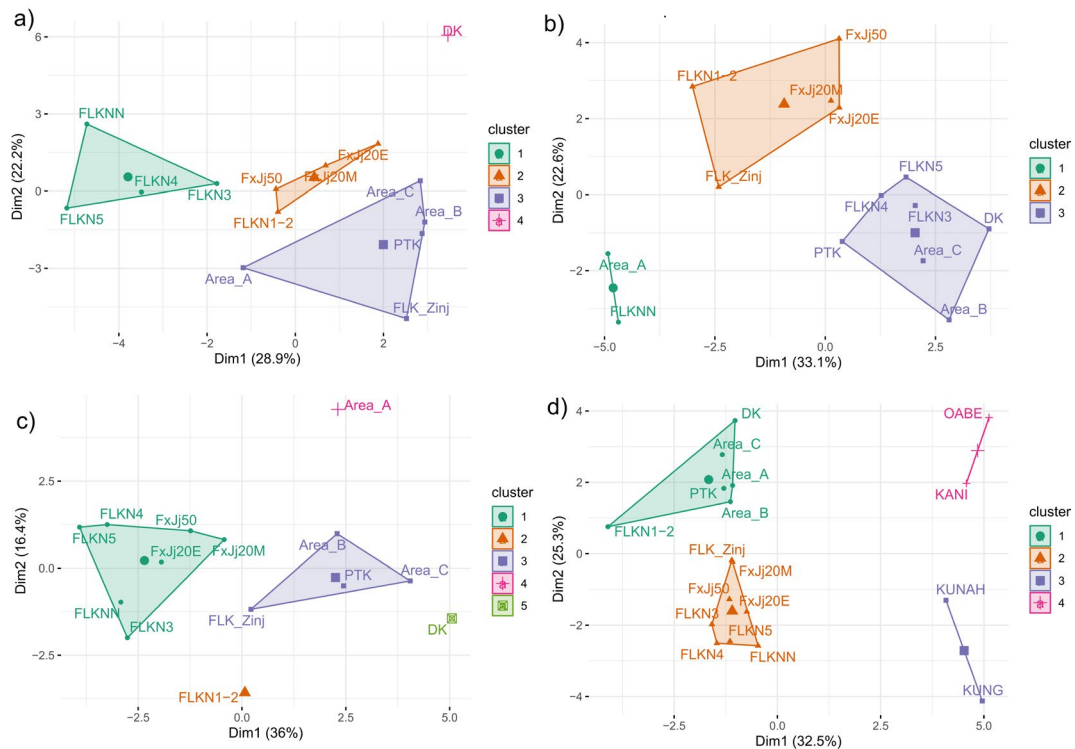 a)
DK
6
FLKNN
3
FxJj20E
FLKN4
FxJj50
FxJj20M
Area_C
FLKN3
0
FLKN5
FLKN1-2
Area_B
PTK
Area_A
-3
FLK_Zinj
-4
-2
0
2
Dim1 (28.9%)
Dim2 (22.2%)
cluster
1
2
3
4
b)
FxJj50
4
FLKN1-2
FxJj20M
2
FxJj20E
FLK_Zinj
FLKN5
0
FLKN4
FLKN3
DK
PTK
Area_C
Area_A
-2
FLKNN
Area_B
-5.0
-2.5
0.0
2.5
Dim1 (33.1%)
Dim2 (22.6%)
cluster
1
2
3
c)
Area_A
2.5
FLKN4
FxJj50
FLKN5
FxJj20E
FxJj20M
Area_B
0.0
PTK
Area_C
FLKNN
FLK_Zinj
FLKN3
DK
-2.5
FLKN1-2
-2.5
0.0
2.5
5.0
Dim1 (36%)
Dim2 (16.4%)
cluster
1
2
3
4
5
d)
DK
OABE
4
Area_C
2
Area_A
KANI
PTK
Area_B
FLKN1-2
0
FLK_Zinj
FxJj20M
FxJj50
KUNAH
FxJj20E
FLKN3
-2
FLKN5
FLKN4
FLKNN
KUNG
-4
-2.5
0.0
2.5
5.0
Dim1 (32.5%)
Dim2 (25.3%)
cluster
1
2
3
4